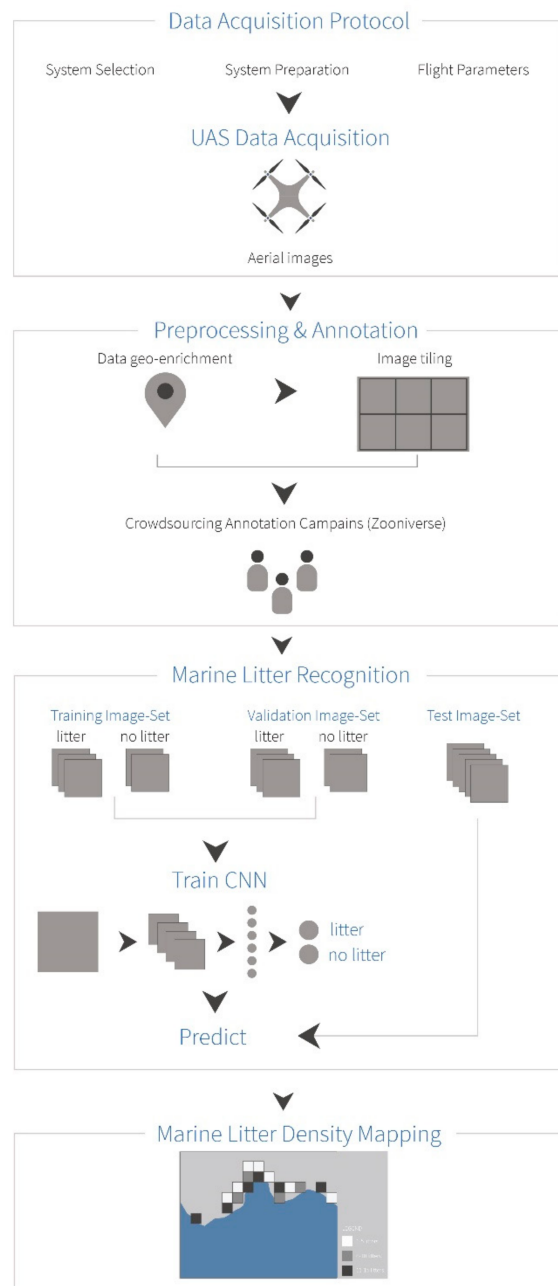 Data Acquisition Protocol
System Selection System Preparation Flight Parameters
UAS Data Acquisition
Aerial images
Preprocessing & Annotation
Data geo-enrichment Image tiling
Crowdsourcing Annotation Campains (Zooniverse)
Marine Litter Recognition
Training Image-Set Validation Image-Set Test Image-Set
litter no litter litter no litter
Train CNN
litter
no litter
Predict
Marine Litter Density Mapping